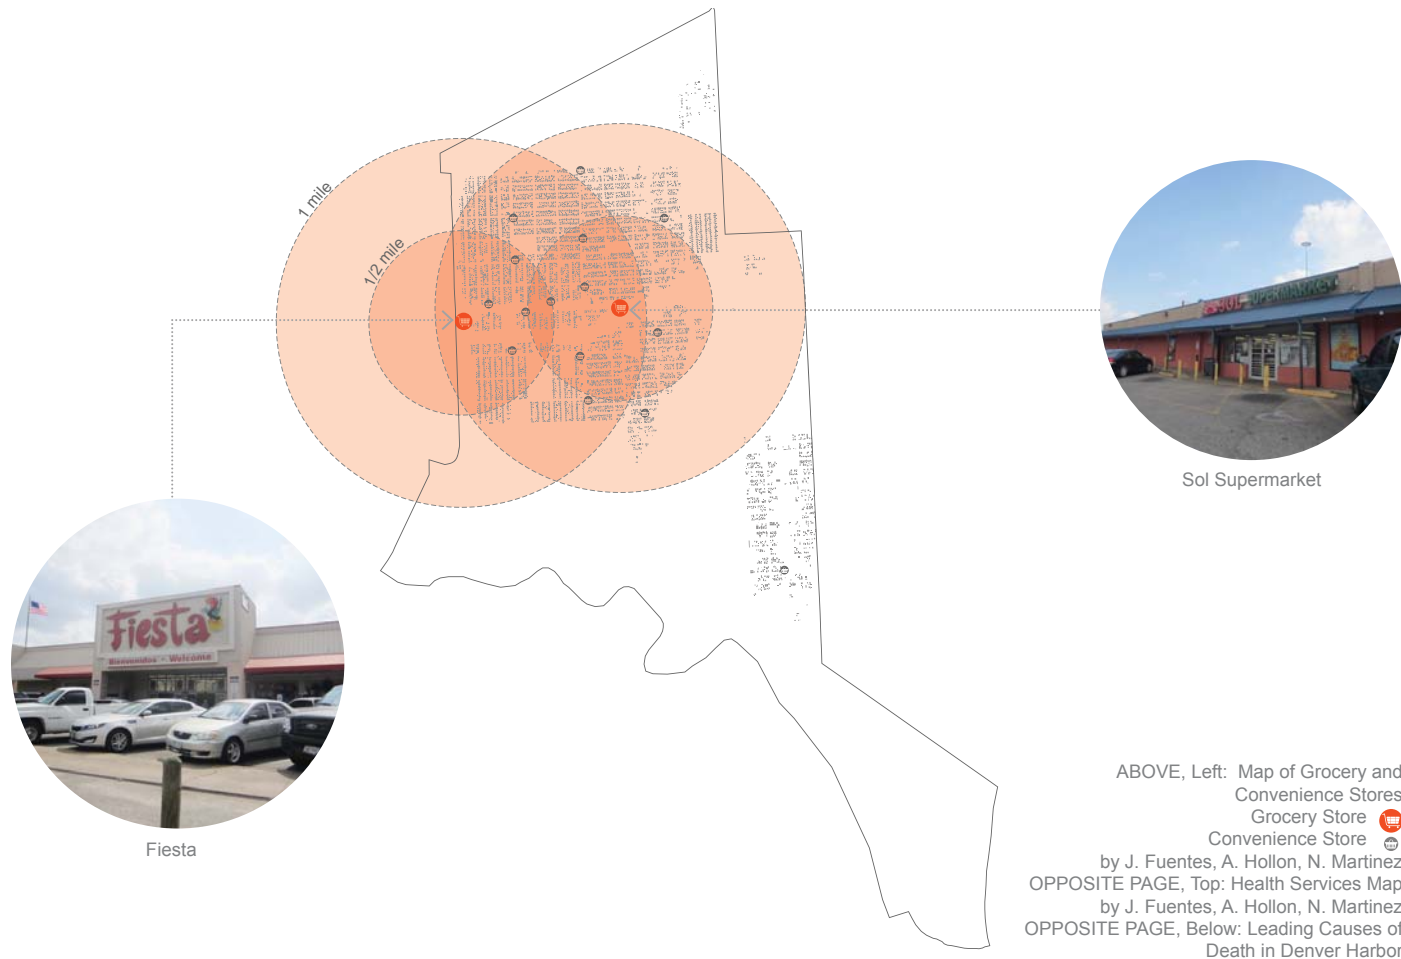 1 mile
1/2 mile
SOL SUPERMARKET
Sol Supermarket
Fiesta
Bienvenidos - Welcome
Fiesta
ABOVE, Left: Map of Grocery and
Convenience Stores
Grocery Store
Convenience Store
by J. Fuentes, A. Hollon, N. Martinez
OPPOSITE PAGE, Top: Health Services Map
by J. Fuentes, A. Hollon, N. Martinez
OPPOSITE PAGE, Below: Leading Causes of
Death in Denver Harbor